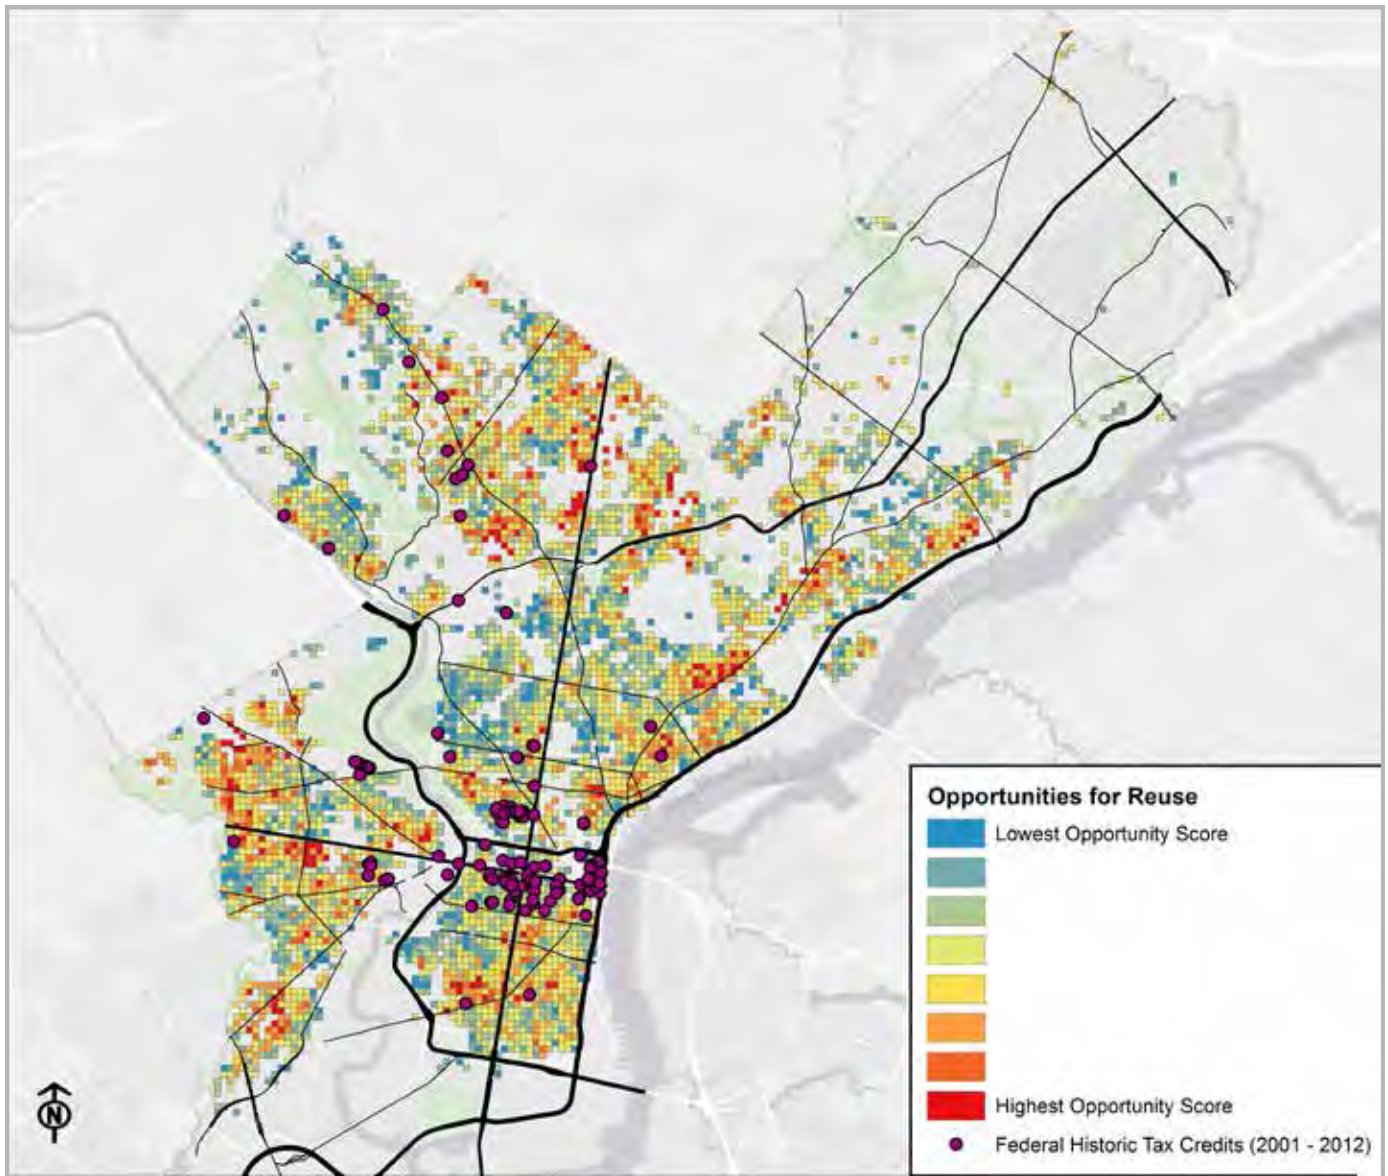 Opportunities for Reuse
Lowest Opportunity Score
Highest Opportunity Score
Federal Historic Tax Credits (2001 - 2012)
N